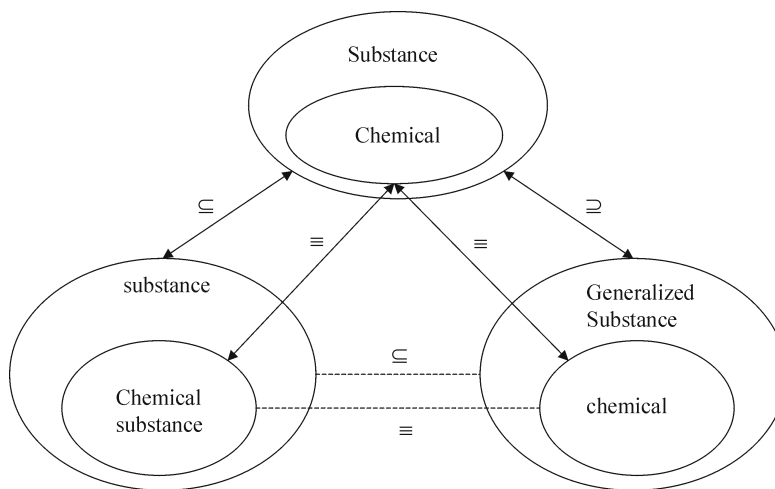 Substance
Chemical
⊆
⊇
≡
≡
substance
Generalized
Substance
⊆
Chemical
substance
chemical
≡